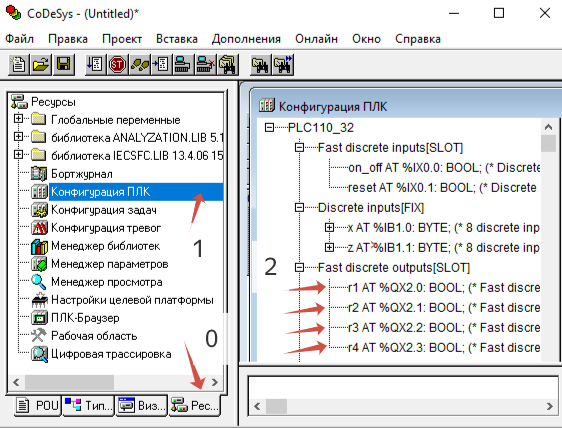 CoDeSys - (Untitled)*
Файл Правка Проект Вставка Дополнения Онлайн Окно Справка
Ресурсы
Глобальные переменные
библиотека ANALYZATION.LIB 5.1
библиотека IECSFC.LIB 13.4.06 15
Бортжурнал
Конфигурация ПЛК
Конфигурация задач
Конфигурация тревог
Менеджер библиотек
Менеджер параметров
Менеджер просмотра
Настройки целевой платформы
ПЛК-Браузер
Рабочая область
Цифровая трассировка
1
0
POU Тип... Виз... Рес...
Конфигурация ПЛК
PLC110_32
Fast discrete inputs[SLOT]
on_off AT %IX0.0: BOOL; (* Discrete
reset AT %IX0.1: BOOL; (* Discrete
Discrete inputs[FIX]
x AT %IB1.0: BYTE; (* 8 discrete inp
z AT %IB1.1: BYTE; (* 8 discrete inp
2
Fast discrete outputs[SLOT]
r1 AT %QX2.0: BOOL; (* Fast discre
r2 AT %QX2.1: BOOL; (* Fast discre
r3 AT %QX2.2: BOOL; (* Fast discre
r4 AT %QX2.3: BOOL; (* Fast discre